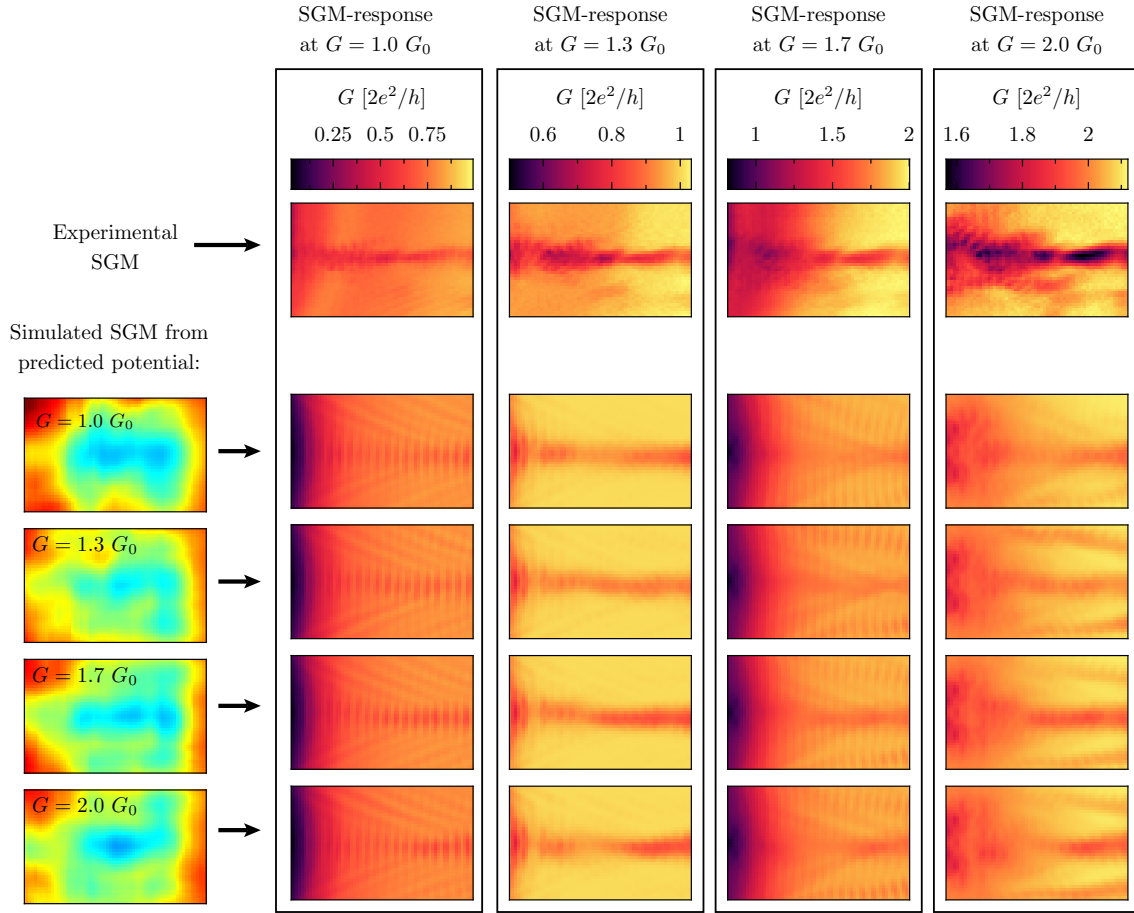 SGM-response
at G = 1.0 G₀
SGM-response
at G = 1.3 G₀
SGM-response
at G = 1.7 G₀
SGM-response
at G = 2.0 G₀
G [2e²/h]
0.25 0.5 0.75
G [2e²/h]
0.6 0.8 1
G [2e²/h]
1 1.5 2
G [2e²/h]
1.6 1.8 2
Experimental
SGM
Simulated SGM from
predicted potential:
G = 1.0 G₀
G = 1.3 G₀
G = 1.7 G₀
G = 2.0 G₀